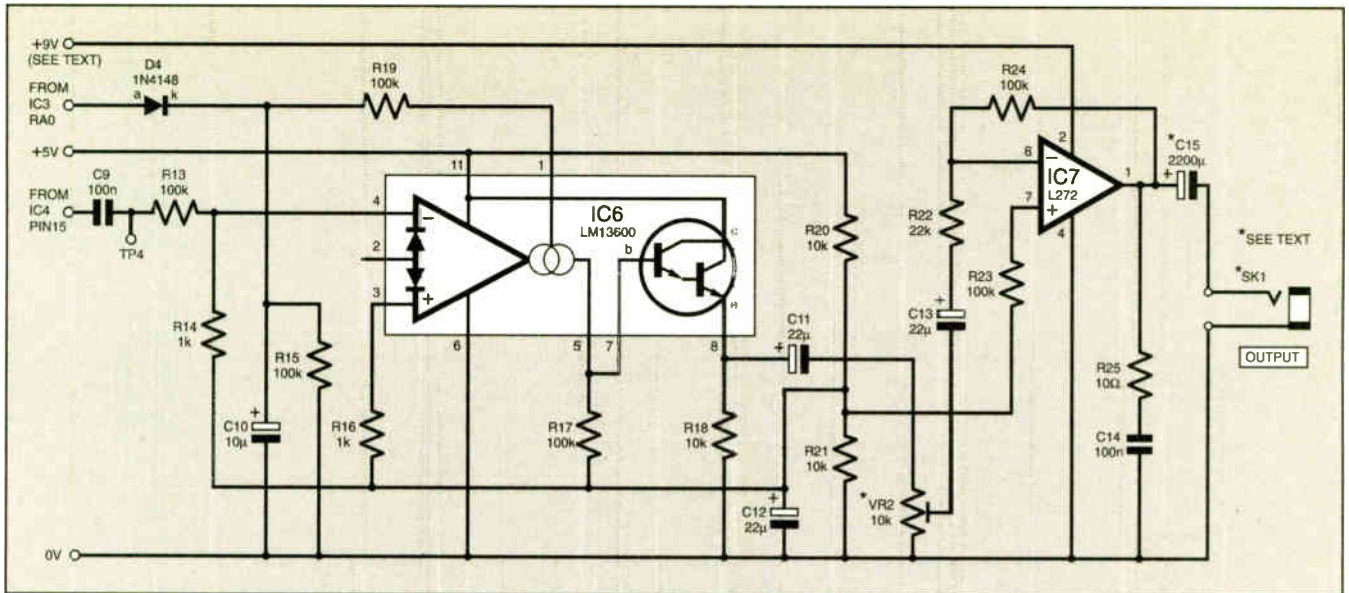 +9V
(SEE TEXT)
D4
1N4148
a
k
R19
100k
FROM
IC3
RA0
+5V
11
1
C9
100n
R13
100k
FROM
IC4
PIN15
TP4
4
−
2
3
+
IC6
LM13600
b
c
6
5
7
8
R14
1k
R15
100k
C10
10µ
+
R16
1k
R17
100k
R18
10k
+
C11
22µ
R20
10k
R21
10k
+
C12
22µ
*VR2
10k
R24
100k
2
6
−
7
+
IC7
L272
1
4
R22
22k
+
C13
22µ
R23
100k
*C15
2200µ
+
*SEE TEXT
*SK1
OUTPUT
R25
10Ω
C14
100n
0V